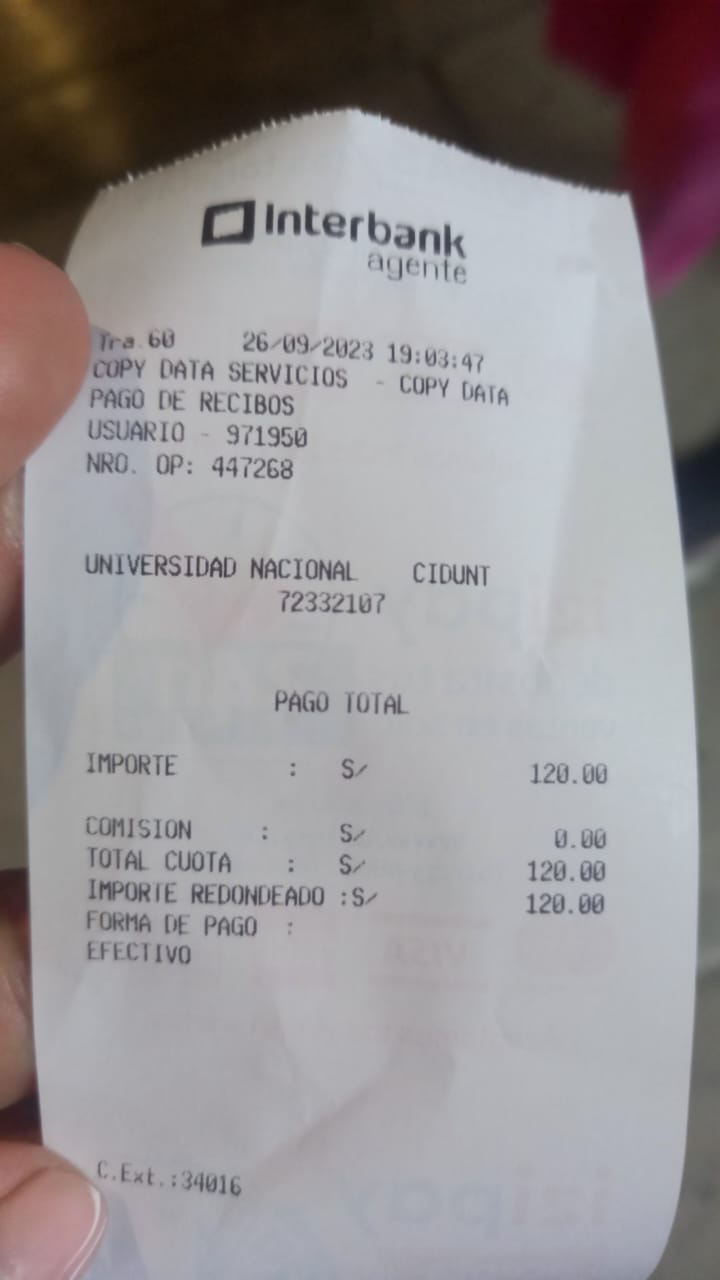 Interbank
agente
Tra.60 26/09/2023 19:03:47
COPY DATA SERVICIOS - COPY DATA
PAGO DE RECIBOS
USUARIO - 971950
NRO. OP: 447268
UNIVERSIDAD NACIONAL CIDUNT
72332107
PAGO TOTAL
IMPORTE : S/ 120.00
COMISION : S/ 0.00
TOTAL CUOTA : S/ 120.00
IMPORTE REDONDEADO :S/ 120.00
FORMA DE PAGO :
EFECTIVO
C.Ext.:34016